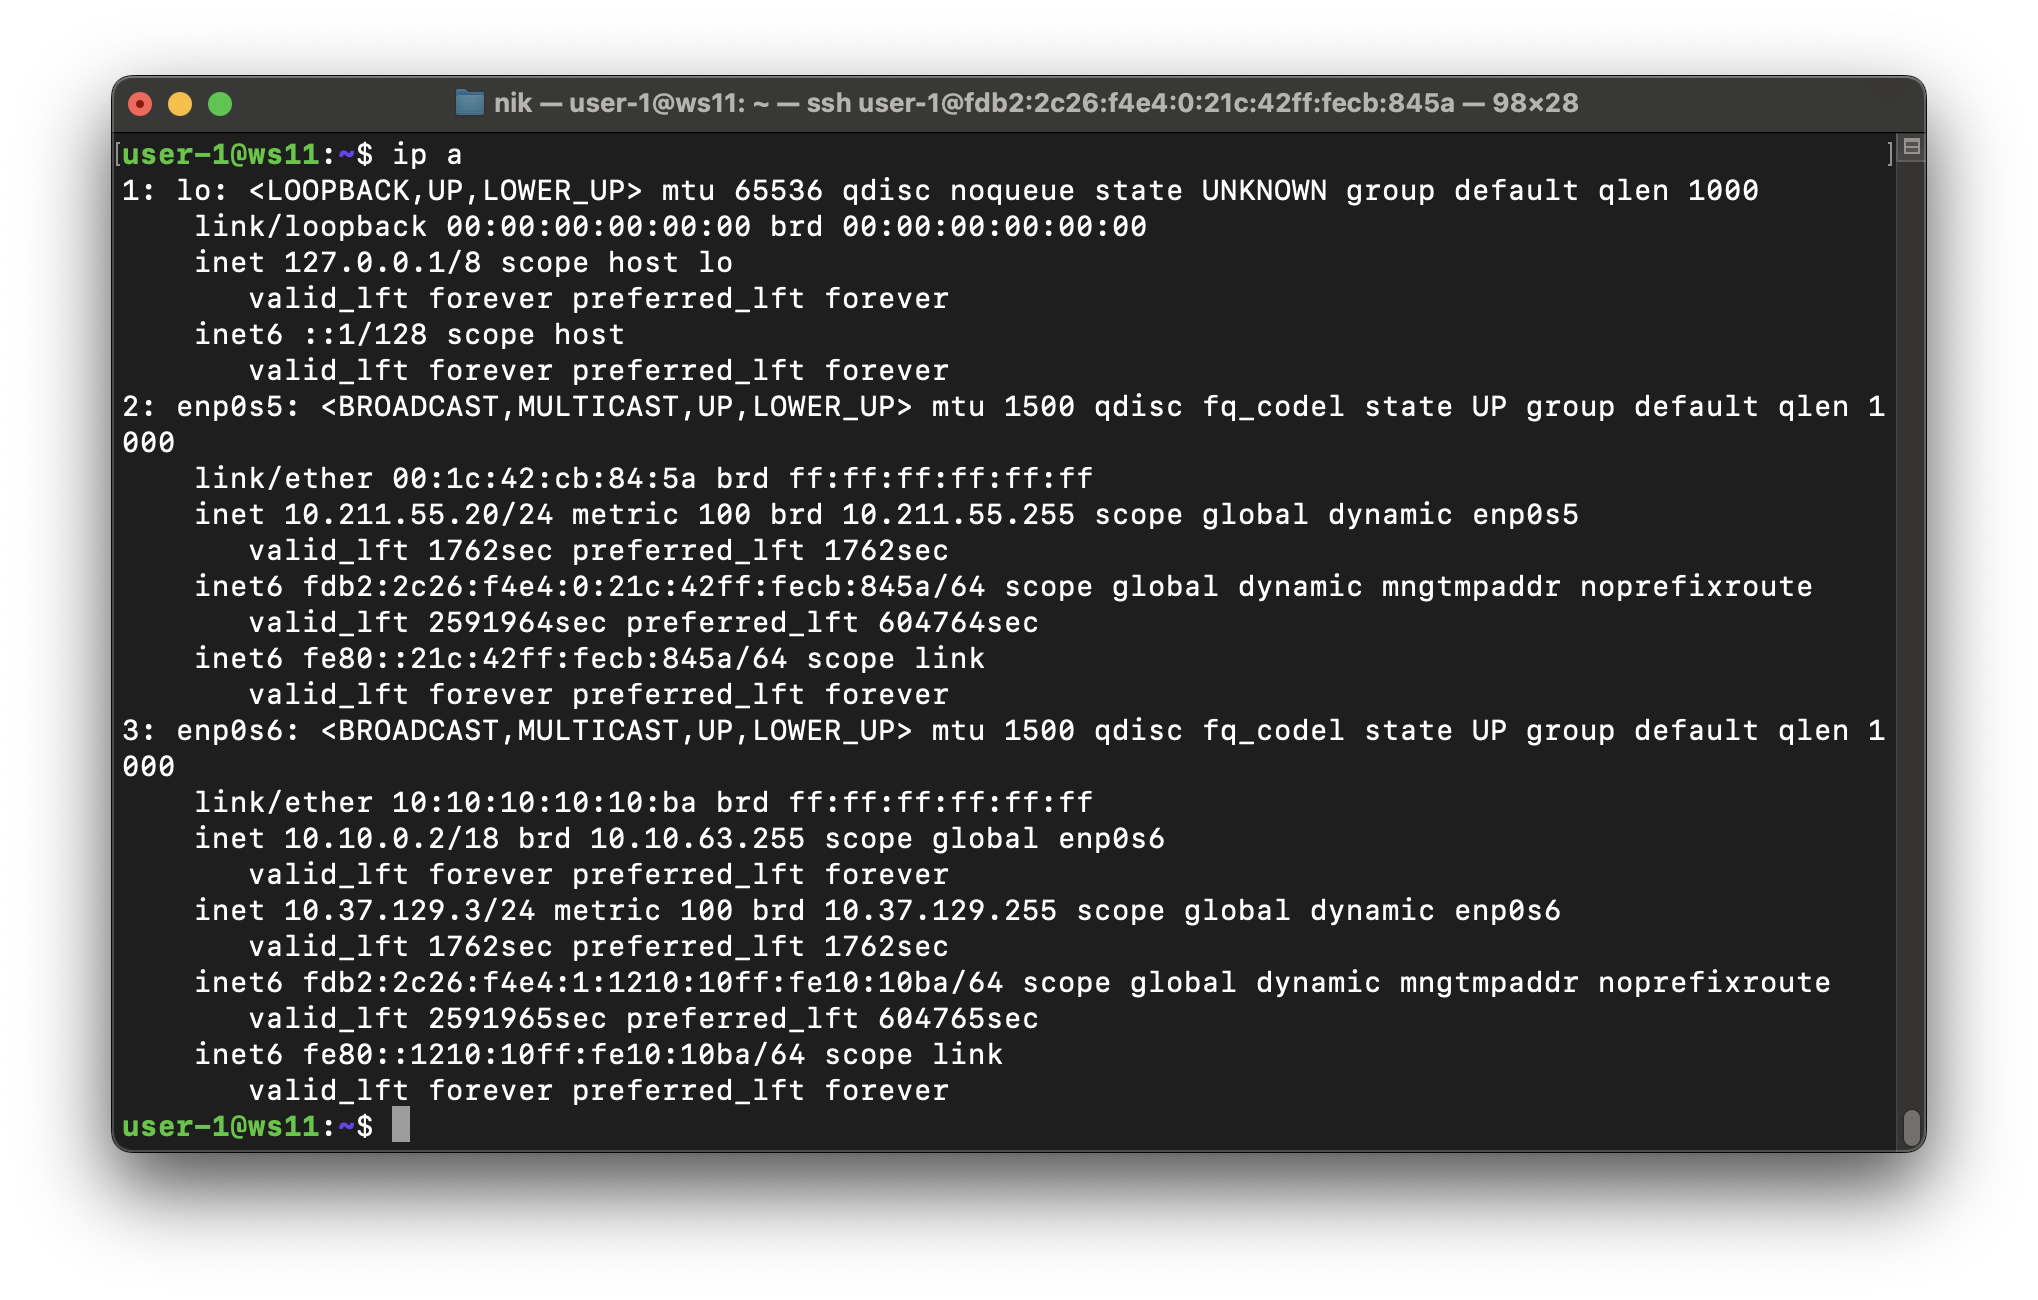 nik — user-1@ws11: ~ — ssh user-1@fdb2:2c26:f4e4:0:21c:42ff:fecb:845a — 98×28
[user-1@ws11:~$ ip a ]
1: lo: <LOOPBACK,UP,LOWER_UP> mtu 65536 qdisc noqueue state UNKNOWN group default qlen 1000
    link/loopback 00:00:00:00:00:00 brd 00:00:00:00:00:00
    inet 127.0.0.1/8 scope host lo
       valid_lft forever preferred_lft forever
    inet6 ::1/128 scope host
       valid_lft forever preferred_lft forever
2: enp0s5: <BROADCAST,MULTICAST,UP,LOWER_UP> mtu 1500 qdisc fq_codel state UP group default qlen 1
000
    link/ether 00:1c:42:cb:84:5a brd ff:ff:ff:ff:ff:ff
    inet 10.211.55.20/24 metric 100 brd 10.211.55.255 scope global dynamic enp0s5
       valid_lft 1762sec preferred_lft 1762sec
    inet6 fdb2:2c26:f4e4:0:21c:42ff:fecb:845a/64 scope global dynamic mngtmpaddr noprefixroute
       valid_lft 2591964sec preferred_lft 604764sec
    inet6 fe80::21c:42ff:fecb:845a/64 scope link
       valid_lft forever preferred_lft forever
3: enp0s6: <BROADCAST,MULTICAST,UP,LOWER_UP> mtu 1500 qdisc fq_codel state UP group default qlen 1
000
    link/ether 10:10:10:10:10:ba brd ff:ff:ff:ff:ff:ff
    inet 10.10.0.2/18 brd 10.10.63.255 scope global enp0s6
       valid_lft forever preferred_lft forever
    inet 10.37.129.3/24 metric 100 brd 10.37.129.255 scope global dynamic enp0s6
       valid_lft 1762sec preferred_lft 1762sec
    inet6 fdb2:2c26:f4e4:1:1210:10ff:fe10:10ba/64 scope global dynamic mngtmpaddr noprefixroute
       valid_lft 2591965sec preferred_lft 604765sec
    inet6 fe80::1210:10ff:fe10:10ba/64 scope link
       valid_lft forever preferred_lft forever
user-1@ws11:~$